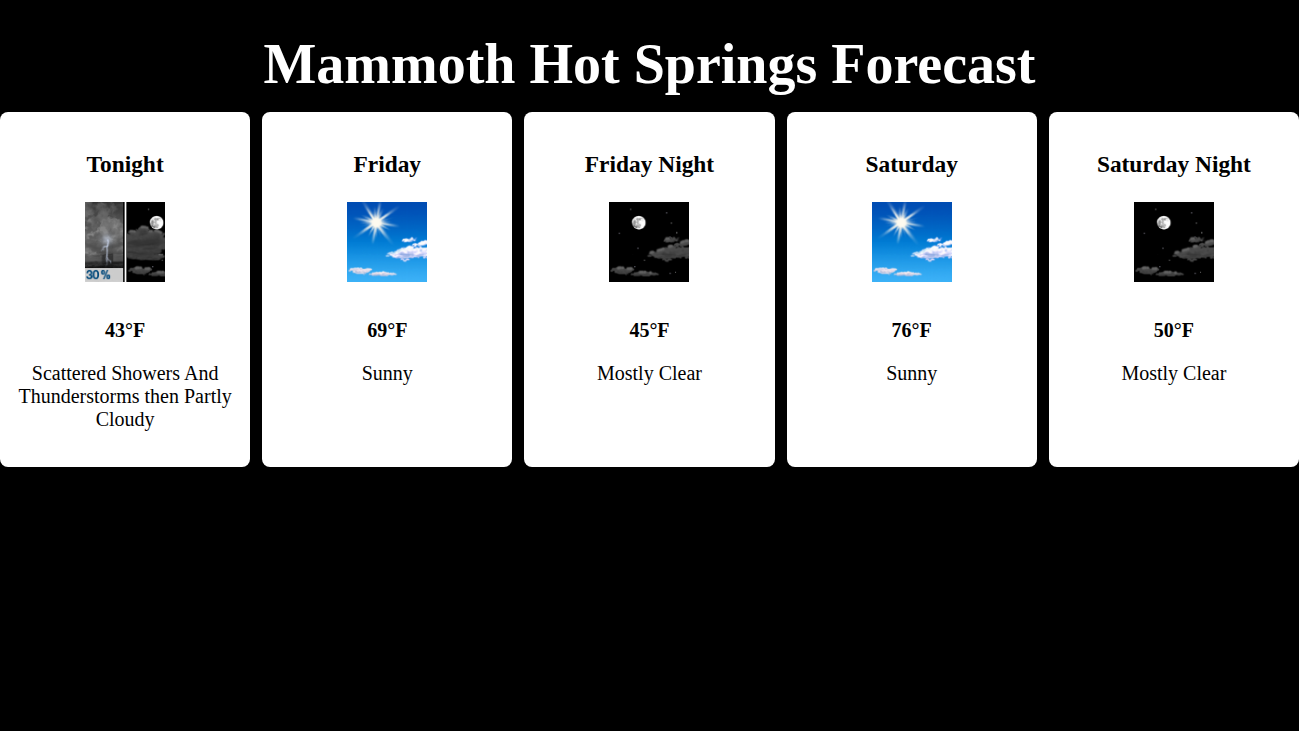 Mammoth Hot Springs Forecast
Tonight
30%
43°F
Scattered Showers And
Thunderstorms then Partly
Cloudy
Friday
69°F
Sunny
Friday Night
45°F
Mostly Clear
Saturday
76°F
Sunny
Saturday Night
50°F
Mostly Clear